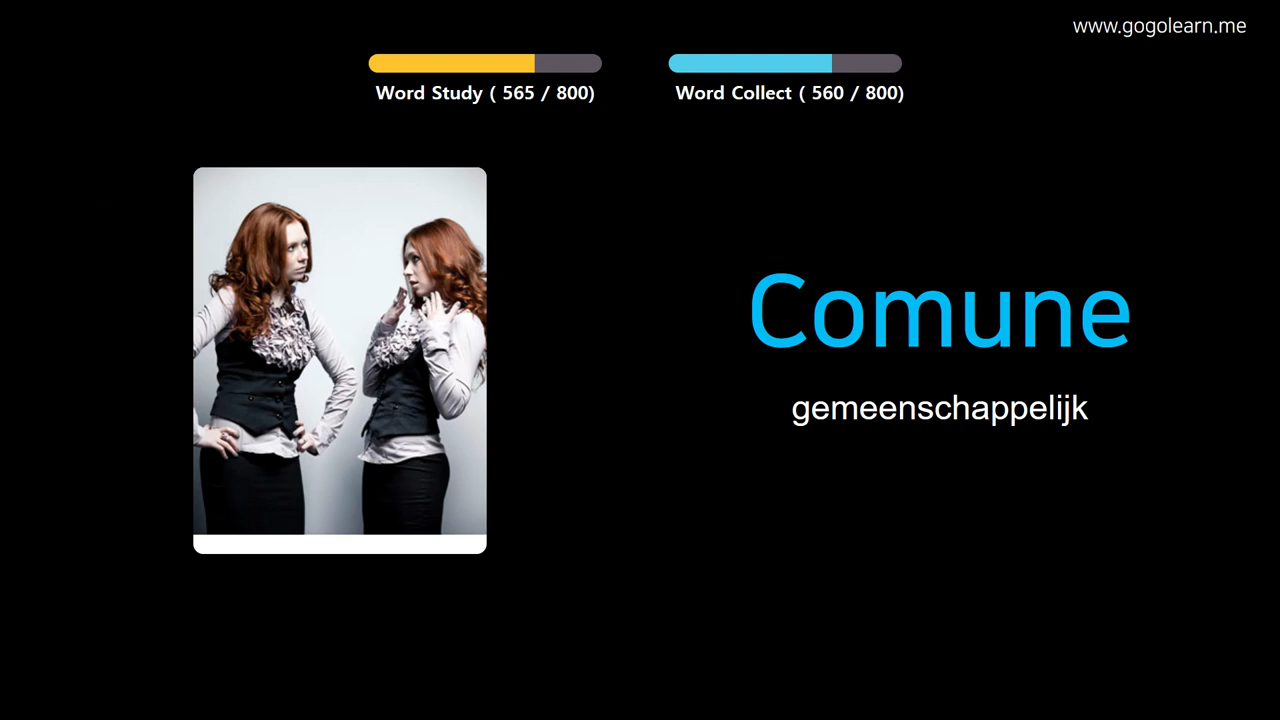 www.gogolearn.me
Word Study ( 565 / 800)
Word Collect ( 560 / 800)
Comune
gemeenschappelijk